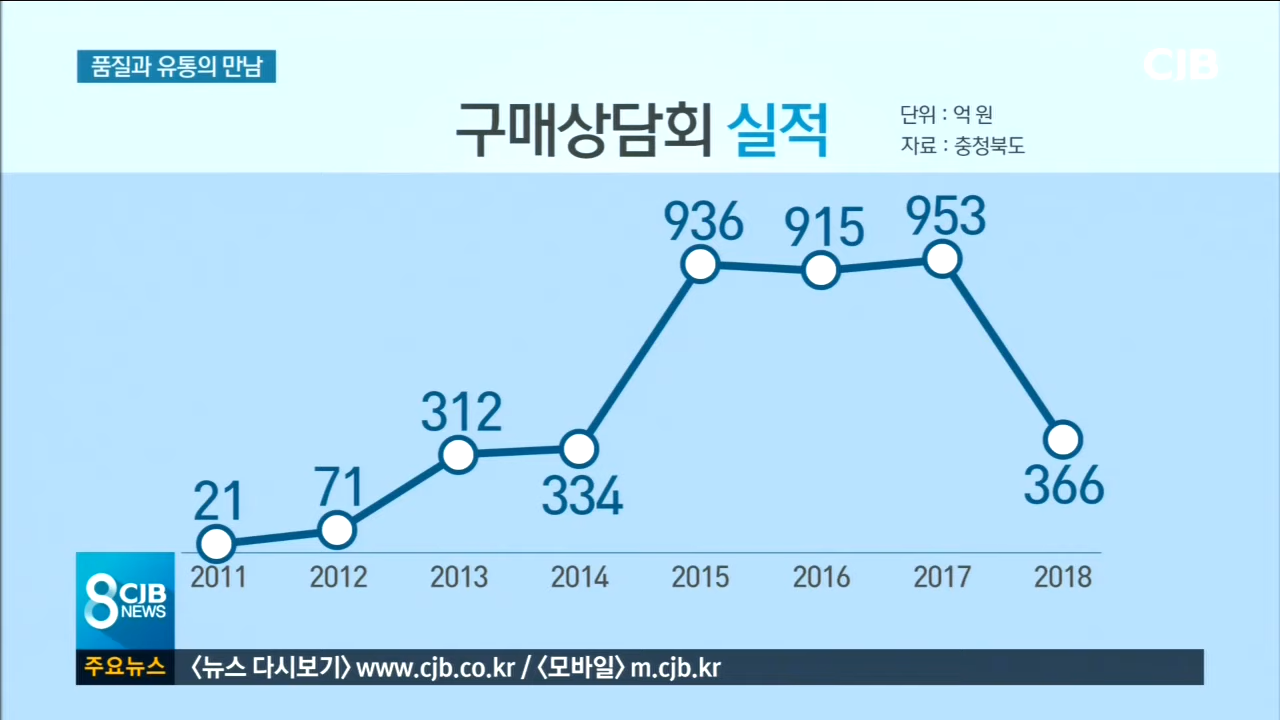 품질과 유통의 만남
CJB
구매상담회 실적
단위 : 억 원
자료 : 충청북도
936
915
953
312
71
21
334
366
2011
2012
2013
2014
2015
2016
2017
2018
8 CJB
NEWS
주요뉴스
〈뉴스 다시보기〉 www.cjb.co.kr / 〈모바일〉 m.cjb.kr